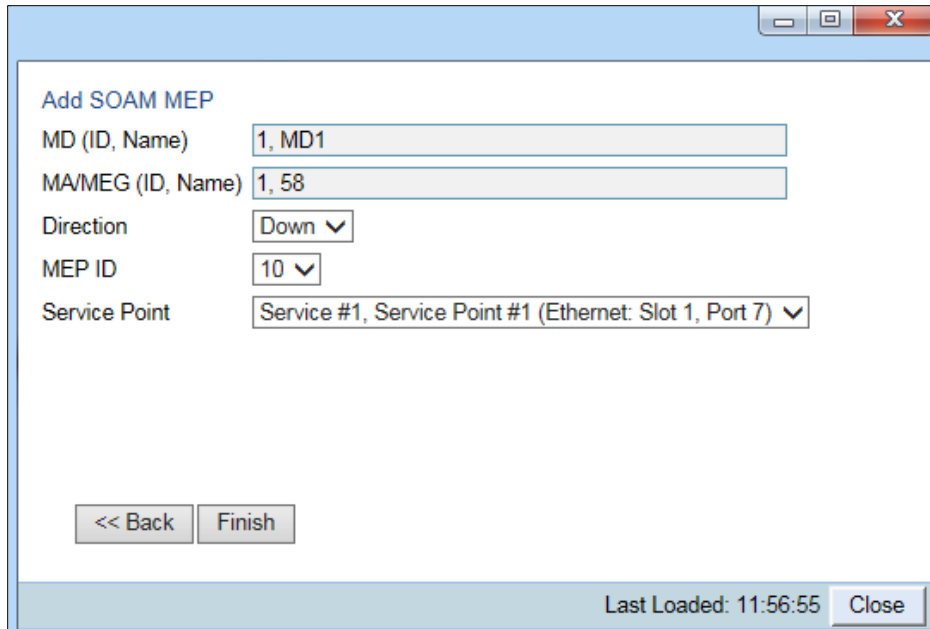 Add SOAM MEP
MD (ID, Name) 1, MD1
MA/MEG (ID, Name) 1, 58
Direction Down
MEP ID 10
Service Point Service #1, Service Point #1 (Ethernet: Slot 1, Port 7)
<< Back Finish
Last Loaded: 11:56:55 Close